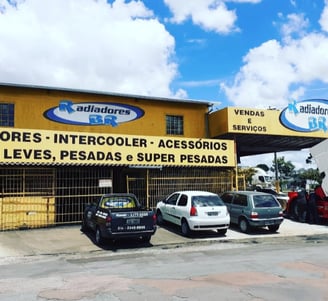 Radiadores
BR
VENDAS
e
SERVIÇOS
Radiadores
BR
ORES - INTERCOOLER - ACESSÓRIOS
LEVES, PESADAS e SUPER PESADAS